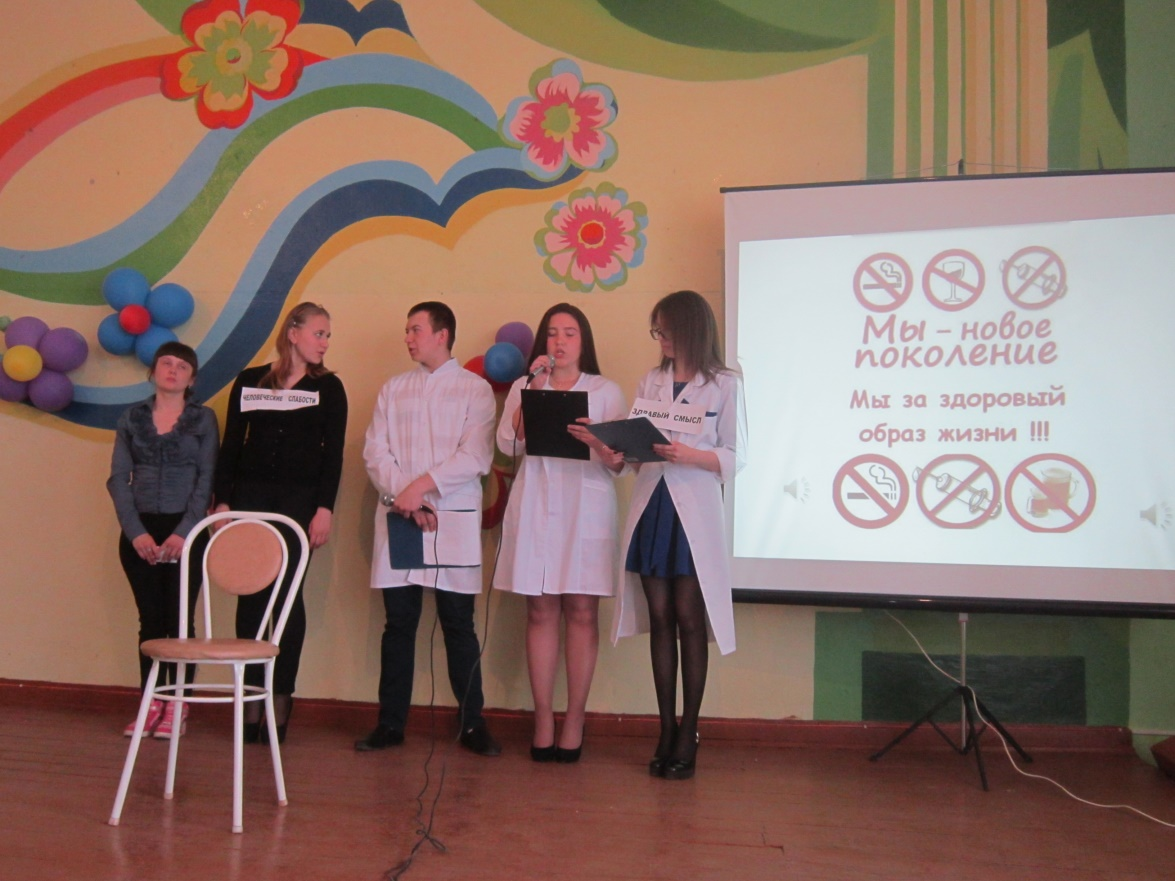 ЧЕЛОВЕЧЕСКИЕ СЛАБОСТИ
ЗДРАВЫЙ СМЫСЛ
Мы – новое
поколение
Мы за здоровый
образ жизни !!!